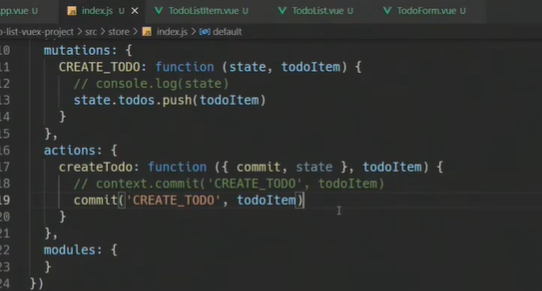 pp.vue U index.js U TodoListItem.vue U TodoList.vue U TodoForm.vue U
o-list-vuex-project > src > store > index.js > default
10 mutations: {
11 CREATE_TODO: function (state, todoItem) {
12 // console.log(state)
13 state.todos.push(todoItem)
14 }
15 },
16 actions: {
17 createTodo: function ({ commit, state }, todoItem) {
18 // context.commit('CREATE_TODO', todoItem)
19 commit('CREATE_TODO', todoItem)
20 }
21 },
22 modules: {
23 }
24 })